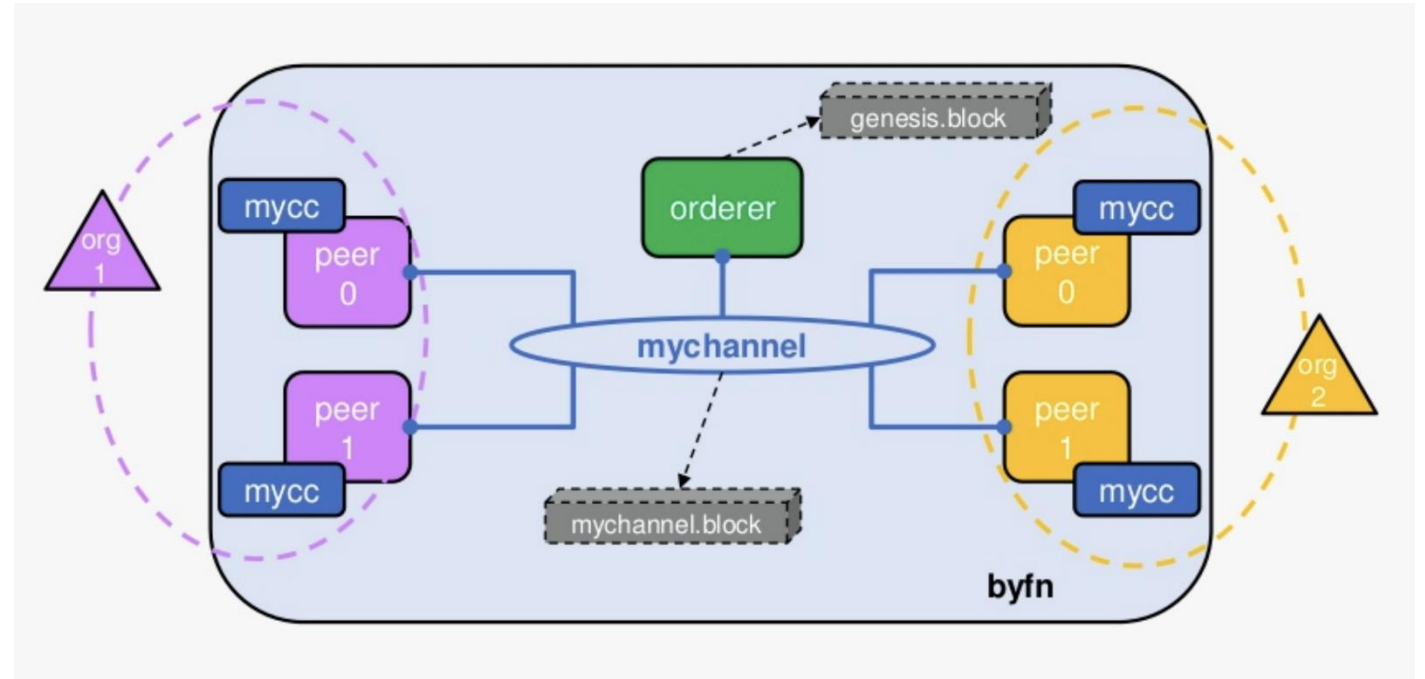 genesis.block
orderer
mycc
peer
0
org
1
mycc
peer
0
mychannel
peer
1
mycc
peer
1
mycc
org
2
mychannel.block
byfn